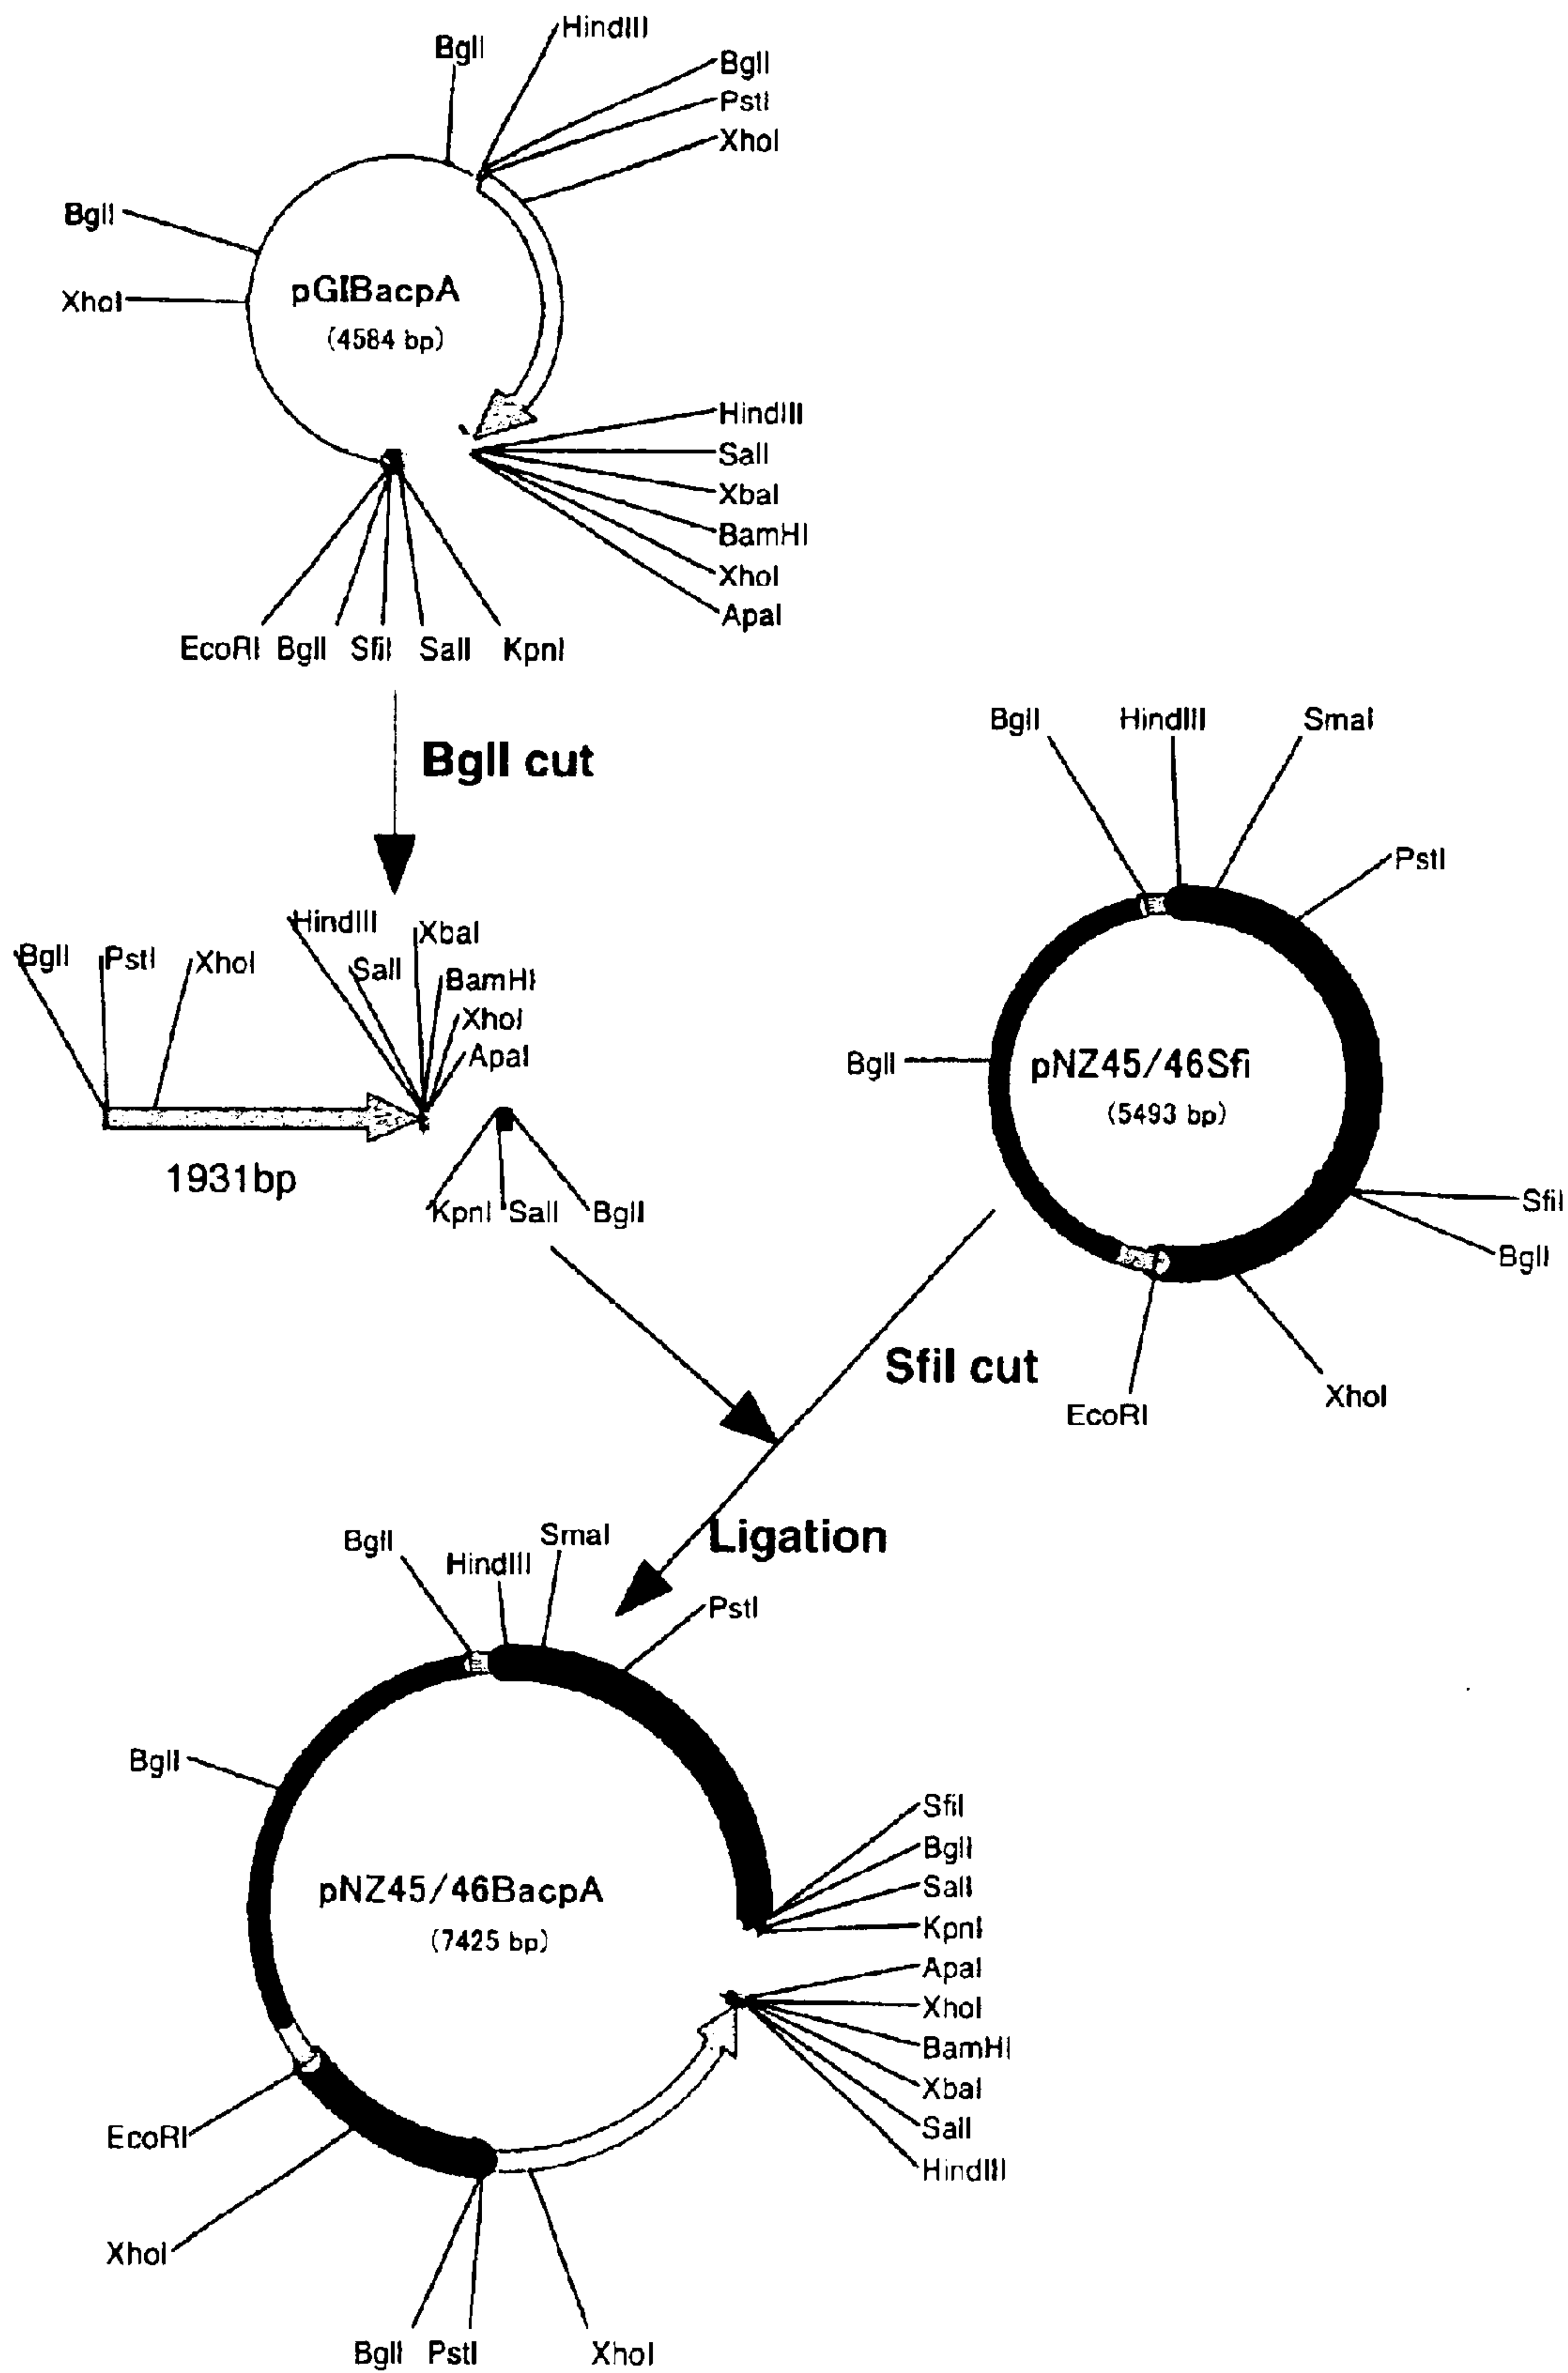 HindIII
BglI
BglI
PstI
XhoI
BglI
XhoI
pGIBacpA
(4584 bp)
HindIII
SalI
XbaI
BamHI
XhoI
ApaI
EcoRI BglI SfiI SalI KpnI
BglI cut
BglI HindIII SmaI
PstI
HindIII
XbaI
BglI PstI XhoI
SalI
BamHI
XhoI
ApaI
BglI
pNZ45/46Sfi
(5493 bp)
1931bp
KpnI SalI BglI
SfiI
BglI
SfiI cut
EcoRI
XhoI
Ligation
BglI
HindIII
SmaI
PstI
BglI
SfiI
BglI
SalI
KpnI
pNZ45/46BacpA
(7425 bp)
ApaI
XhoI
BamHI
XbaI
SalI
HindIII
EcoRI
XhoI
BglI PstI XhoI